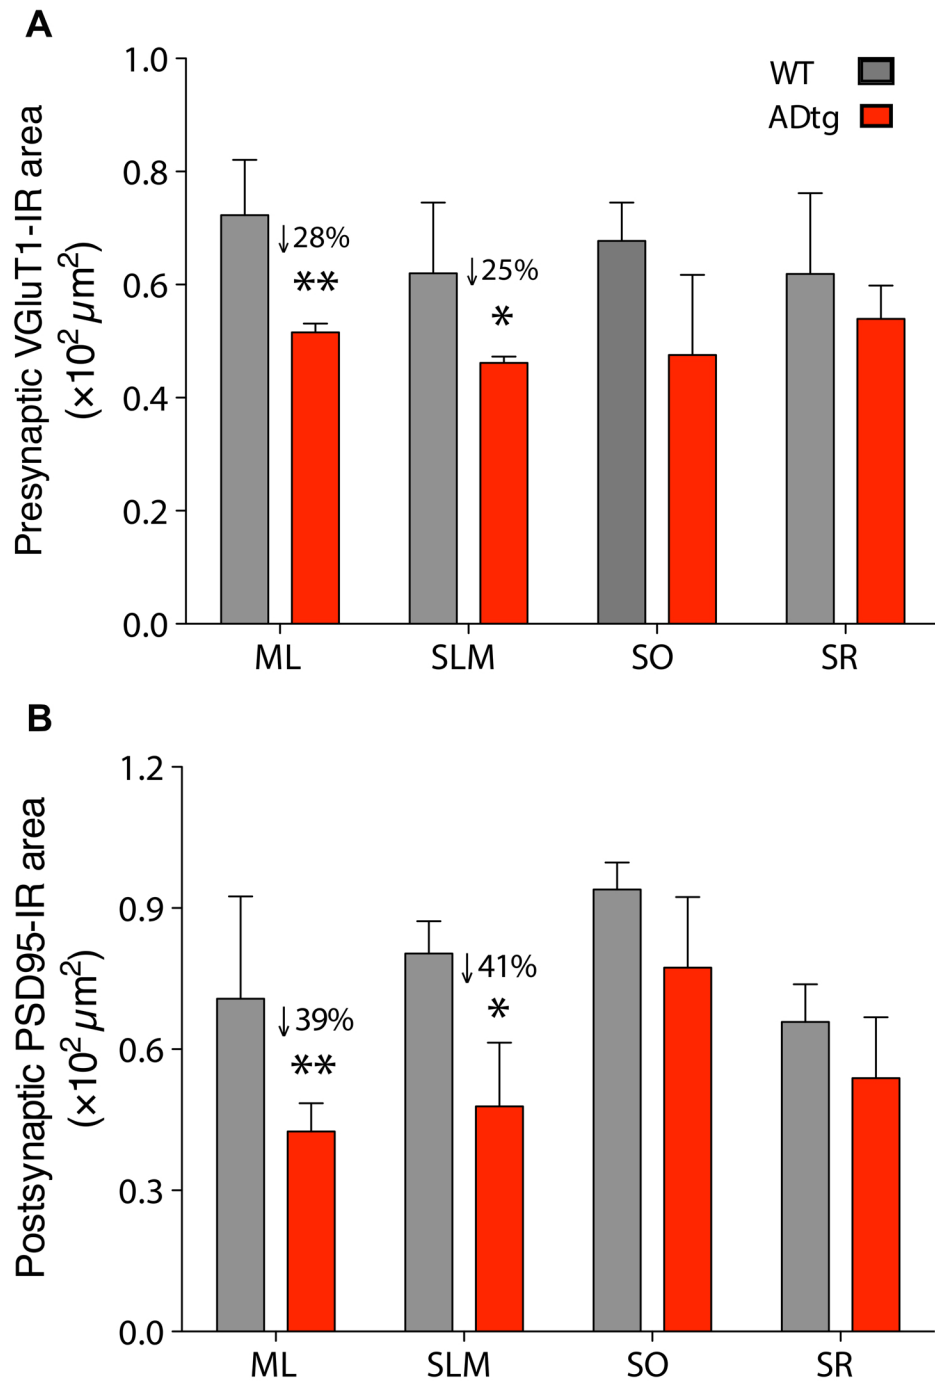 A
Presynaptic VGluT1-IR area
(×10² µm²)
1.0
0.8
0.6
0.4
0.2
0.0
WT
ADtg
↓28%
**
↓25%
*
ML SLM SO SR
B
Postsynaptic PSD95-IR area
(×10² µm²)
1.2
0.9
0.6
0.3
0.0
↓39%
**
↓41%
*
ML SLM SO SR